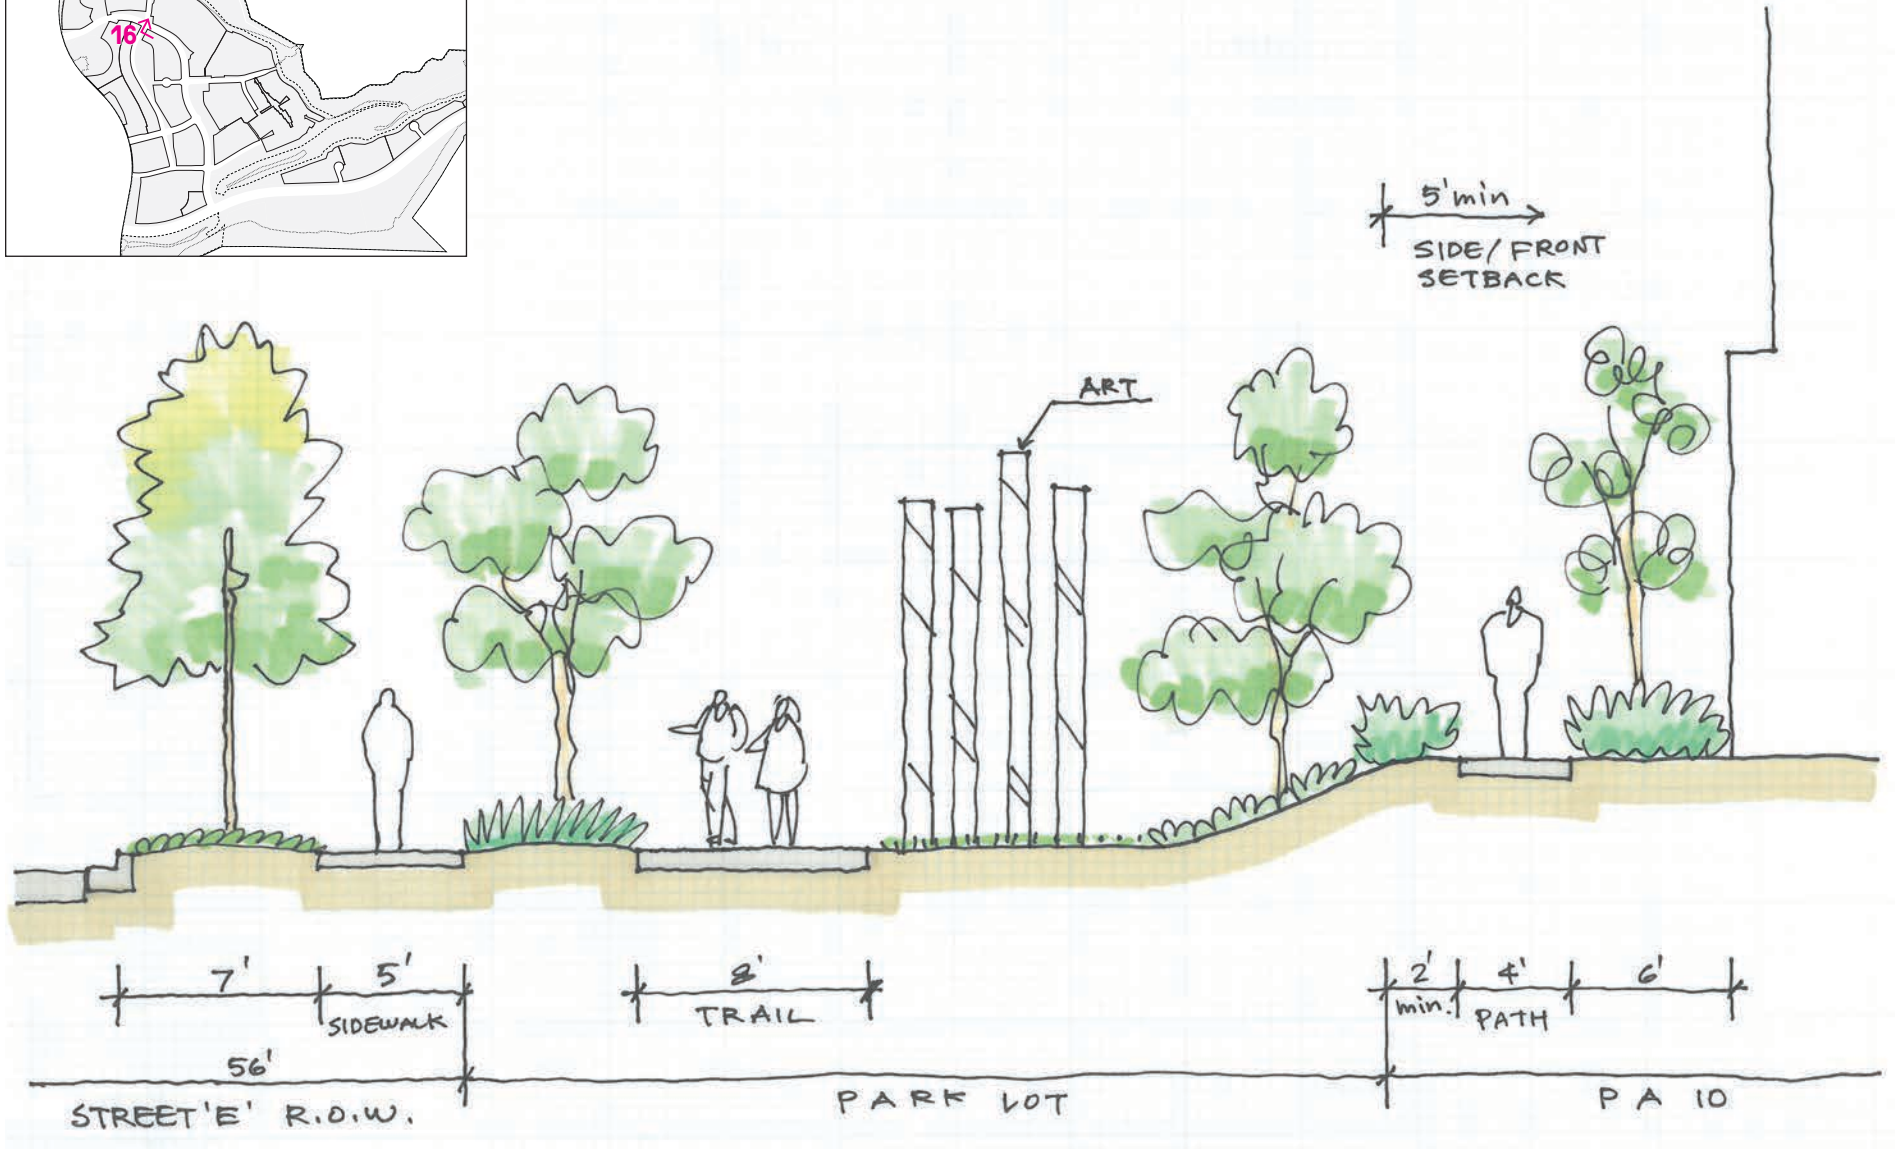 16
5' min
SIDE/FRONT
SETBACK
ART
7'
5'
8'
2'
4'
6'
SIDEWALK
TRAIL
min.
PATH
56'
STREET 'E' R.O.W.
PARK LOT
PA 10